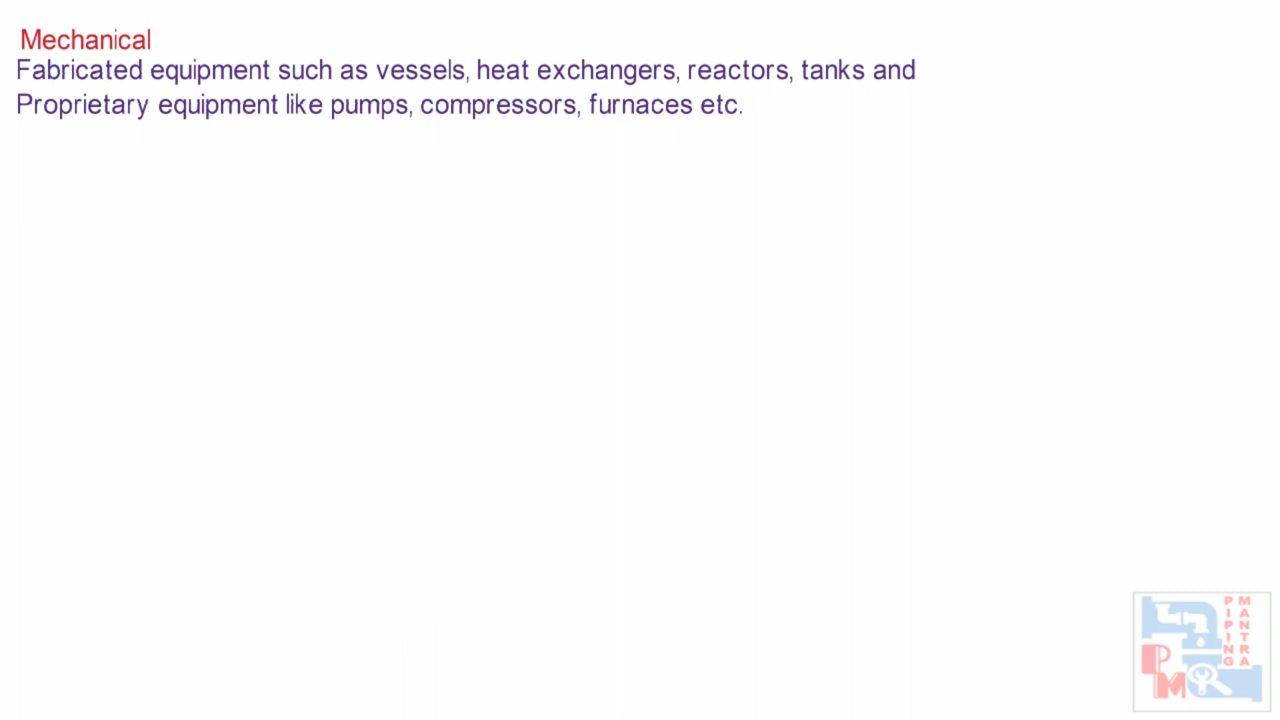 Mechanical
Fabricated equipment such as vessels, heat exchangers, reactors, tanks and
Proprietary equipment like pumps, compressors, furnaces etc.
PIPING
MANTRA
PM